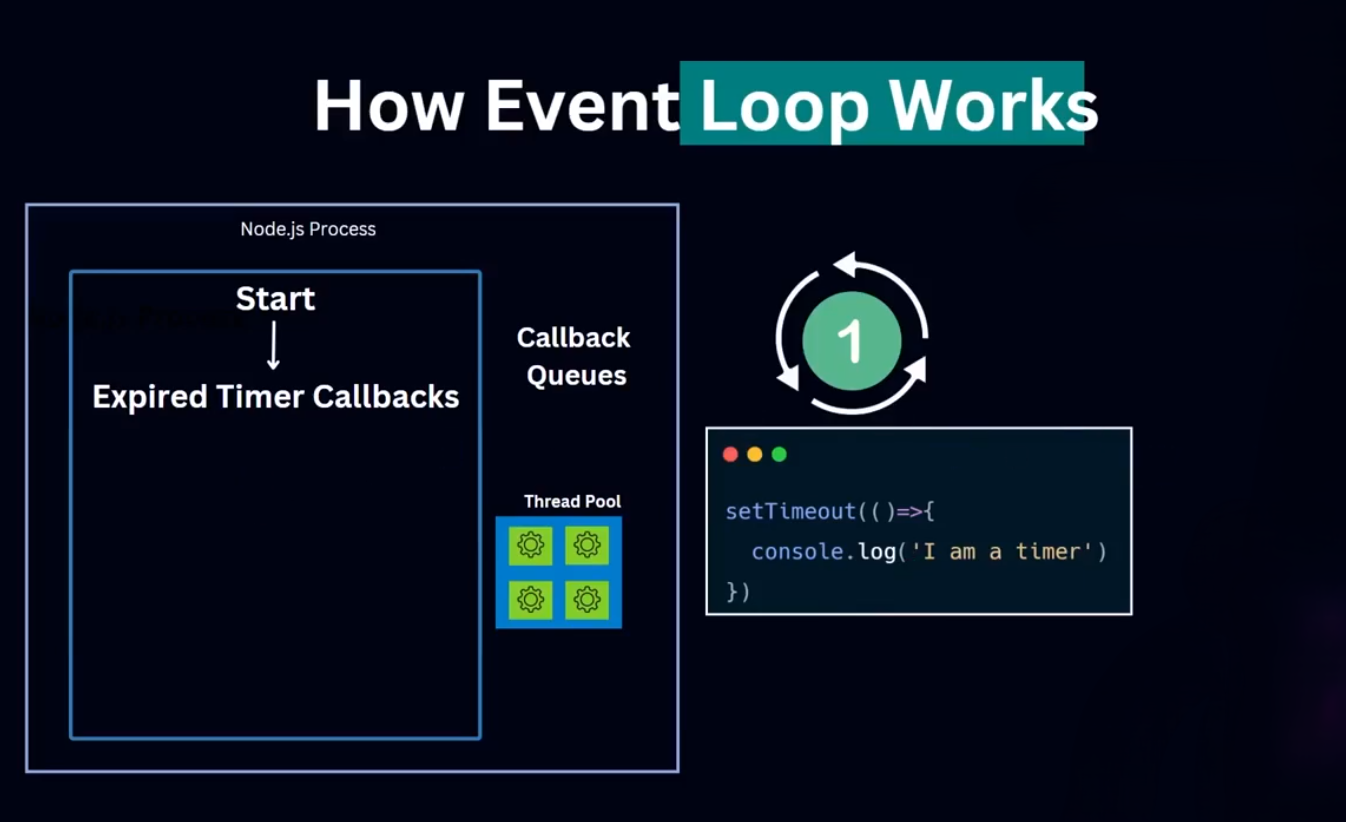 How Event Loop Works
Node.js Process
Start
Expired Timer Callbacks
Callback
Queues
Thread Pool
1
setTimeout(()=>{
  console.log('I am a timer')
})